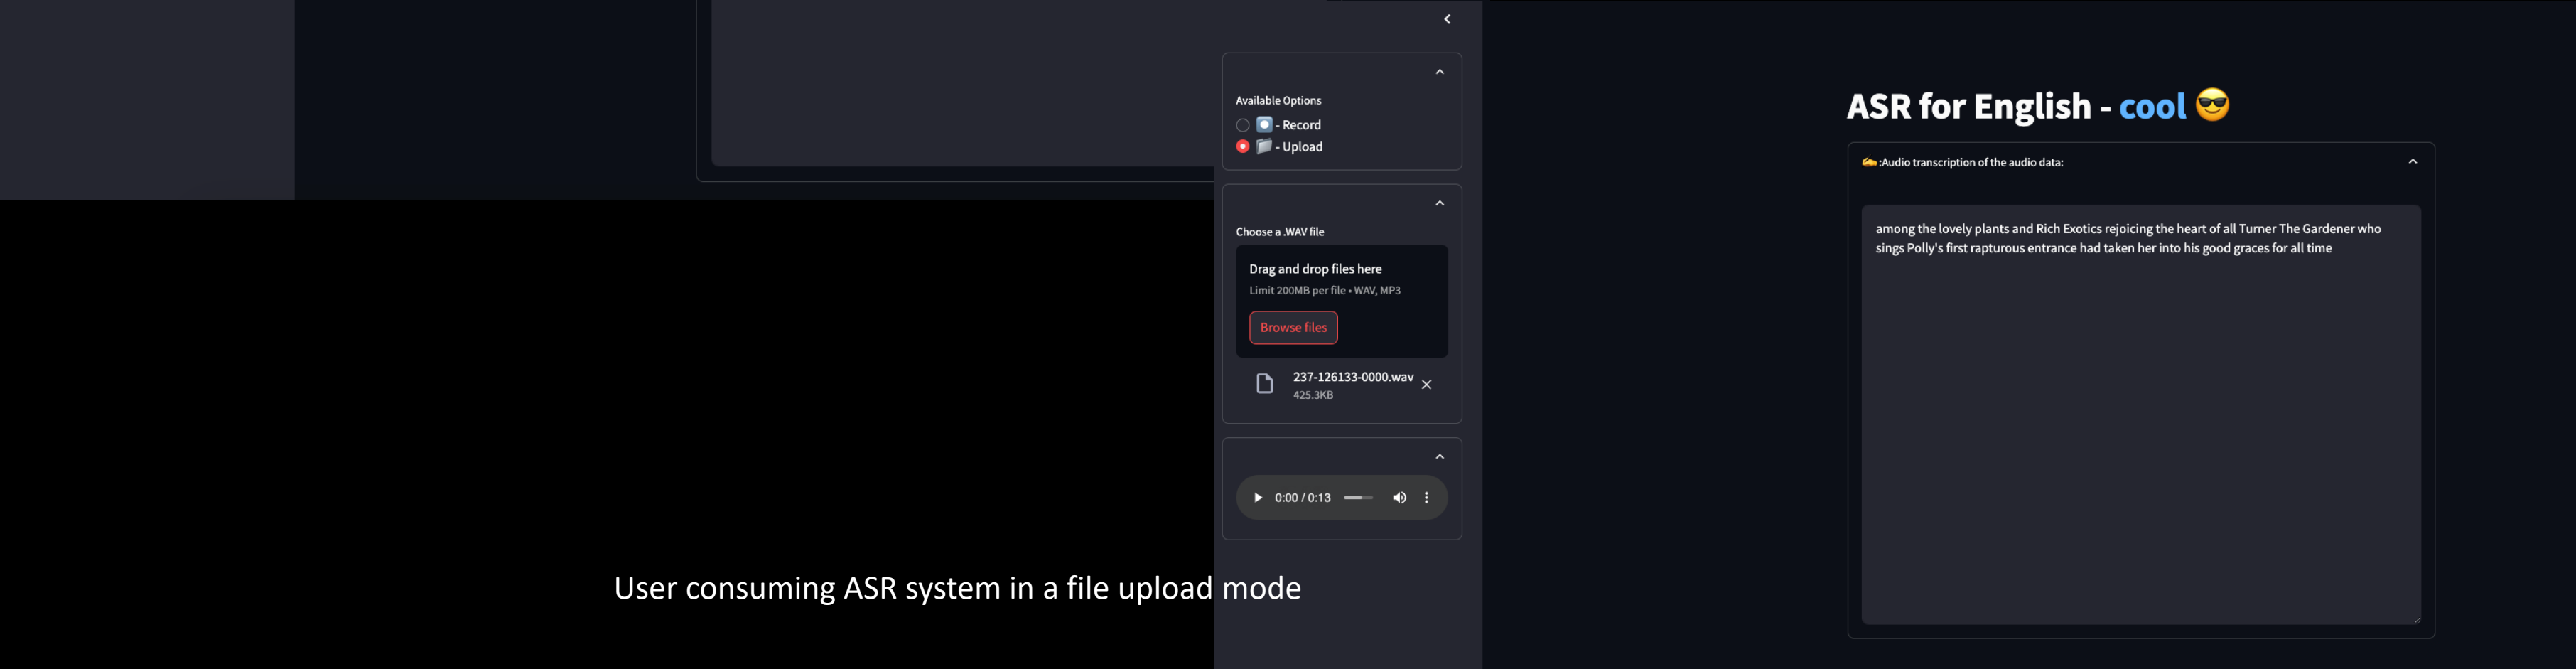 Available Options
- Record
- Upload
Choose a .WAV file
Drag and drop files here
Limit 200MB per file • WAV, MP3
Browse files
237-126133-0000.wav
425.3KB
0:00 / 0:13
User consuming ASR system in a file upload mode
ASR for English - cool 😎
✍️ :Audio transcription of the audio data:
among the lovely plants and Rich Exotics rejoicing the heart of all Turner The Gardener who
sings Polly's first rapturous entrance had taken her into his good graces for all time